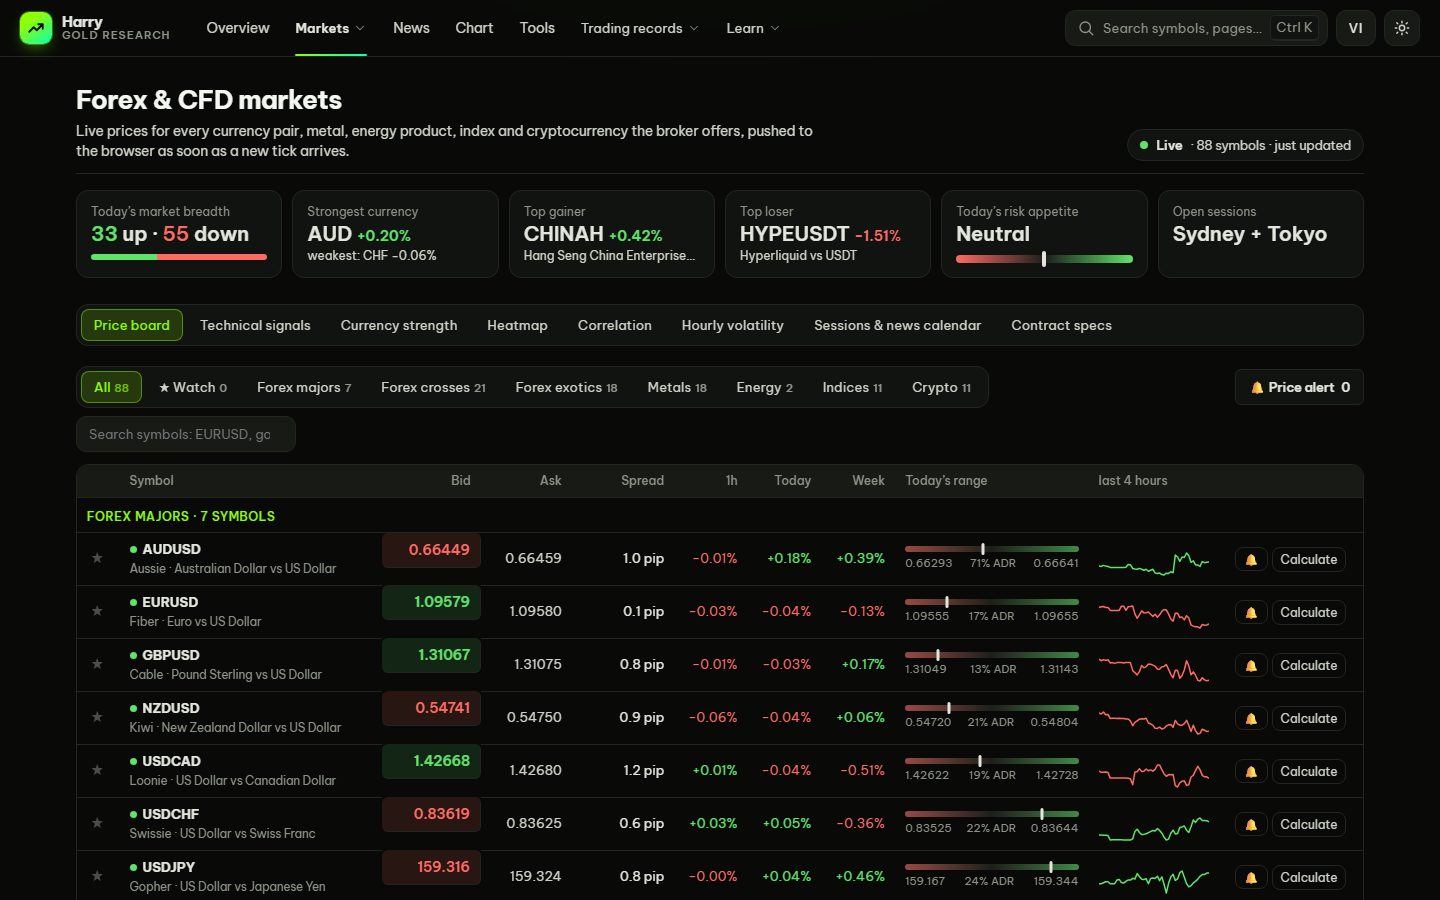 Harry
GOLD RESEARCH
Overview
Markets
News
Chart
Tools
Trading records
Learn
Search symbols, pages...
Ctrl K
VI
Forex & CFD markets
Live prices for every currency pair, metal, energy product, index and cryptocurrency the broker offers, pushed to
the browser as soon as a new tick arrives.
Live · 88 symbols · just updated
Today's market breadth
33 up · 55 down
Strongest currency
AUD +0.20%
weakest: CHF -0.06%
Top gainer
CHINAH +0.42%
Hang Seng China Enterprise...
Top loser
HYPEUSDT -1.51%
Hyperliquid vs USDT
Today's risk appetite
Neutral
Open sessions
Sydney + Tokyo
Price board
Technical signals
Currency strength
Heatmap
Correlation
Hourly volatility
Sessions & news calendar
Contract specs
All 88
★ Watch 0
Forex majors 7
Forex crosses 21
Forex exotics 18
Metals 18
Energy 2
Indices 11
Crypto 11
🔔 Price alert 0
Search symbols: EURUSD, go
Symbol Bid Ask Spread 1h Today Week Today's range last 4 hours
FOREX MAJORS · 7 SYMBOLS
★ AUDUSD 0.66449 0.66459 1.0 pip -0.01% +0.18% +0.39% 🔔 Calculate
Aussie · Australian Dollar vs US Dollar 0.66293 71% ADR 0.66641
★ EURUSD 1.09579 1.09580 0.1 pip -0.03% -0.04% -0.13% 🔔 Calculate
Fiber · Euro vs US Dollar 1.09555 17% ADR 1.09655
★ GBPUSD 1.31067 1.31075 0.8 pip -0.01% -0.03% +0.17% 🔔 Calculate
Cable · Pound Sterling vs US Dollar 1.31049 13% ADR 1.31143
★ NZDUSD 0.54741 0.54750 0.9 pip -0.06% -0.04% +0.06% 🔔 Calculate
Kiwi · New Zealand Dollar vs US Dollar 0.54720 21% ADR 0.54804
★ USDCAD 1.42668 1.42680 1.2 pip +0.01% -0.04% -0.51% 🔔 Calculate
Loonie · US Dollar vs Canadian Dollar 1.42622 19% ADR 1.42728
★ USDCHF 0.83619 0.83625 0.6 pip +0.03% +0.05% -0.36% 🔔 Calculate
Swissie · US Dollar vs Swiss Franc 0.83525 22% ADR 0.83644
★ USDJPY 159.316 159.324 0.8 pip -0.00% +0.04% +0.46% 🔔 Calculate
Gopher · US Dollar vs Japanese Yen 159.167 24% ADR 159.344